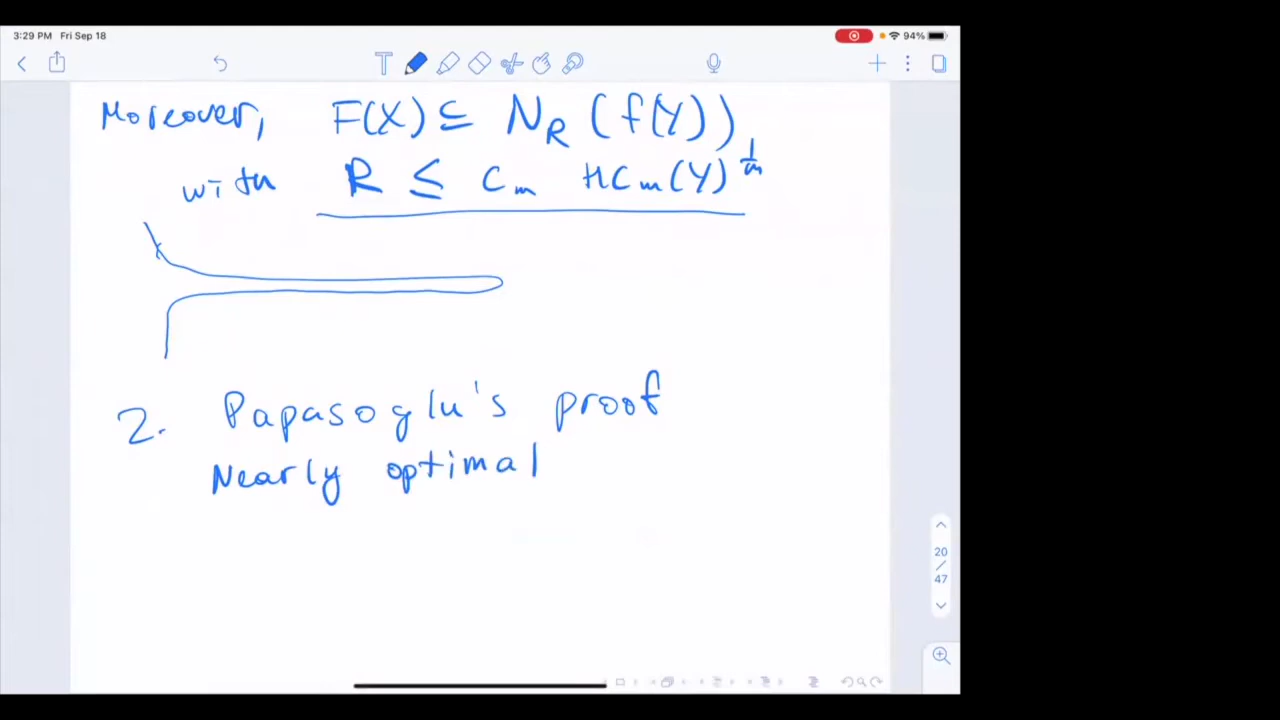 3:29 PM Fri Sep 18
94%
Moreover, F(X) ⊆ N_R (f(Y))
with R ≤ c_m HC_m(Y)^{1/m}
2. Papasoglu's proof
Nearly optimal
20
/
47